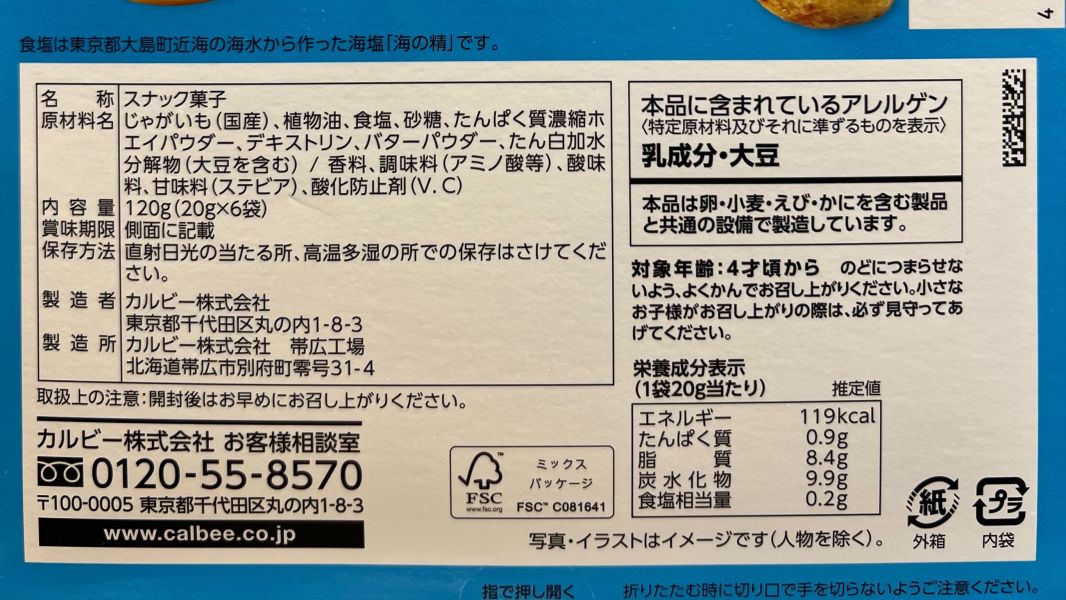 食塩は東京都大島町近海の海水から作った海塩「海の精」です。
名称 スナック菓子
原材料名 じゃがいも(国産)、植物油、食塩、砂糖、たんぱく質濃縮ホ
エイパウダー、デキストリン、バターパウダー、たん白加水
分解物(大豆を含む) / 香料、調味料(アミノ酸等)、酸味
料、甘味料(ステビア)、酸化防止剤(V.C)
内容量 120g(20g×6袋)
賞味期限 側面に記載
保存方法 直射日光の当たる所、高温多湿の所での保存はさけてくだ
さい。
製造者 カルビー株式会社
東京都千代田区丸の内1-8-3
製造所 カルビー株式会社 帯広工場
北海道帯広市別府町零号31-4
取扱上の注意:開封後はお早めにお召し上がりください。
カルビー株式会社 お客様相談室
0120-55-8570
〒100-0005 東京都千代田区丸の内1-8-3
www.calbee.co.jp
本品に含まれているアレルゲン
〈特定原材料及びそれに準ずるものを表示〉
乳成分・大豆
本品は卵・小麦・えび・かにを含む製品
と共通の設備で製造しています。
対象年齢:4才頃から のどにつまらせな
いよう、よくかんでお召し上がりください。小さな
お子様がお召し上がりの際は、必ず見守ってあ
げてください。
栄養成分表示
(1袋20g当たり) 推定値
エネルギー 119kcal
たんぱく質 0.9g
脂質 8.4g
炭水化物 9.9g
食塩相当量 0.2g
FSC™
www.fsc.org
ミックス
パッケージ
FSC™ C081641
紙
外箱
プラ
内袋
写真・イラストはイメージです(人物を除く)。
指で押し開く
折りたたむ時に切り口で手を切らないようご注意ください。